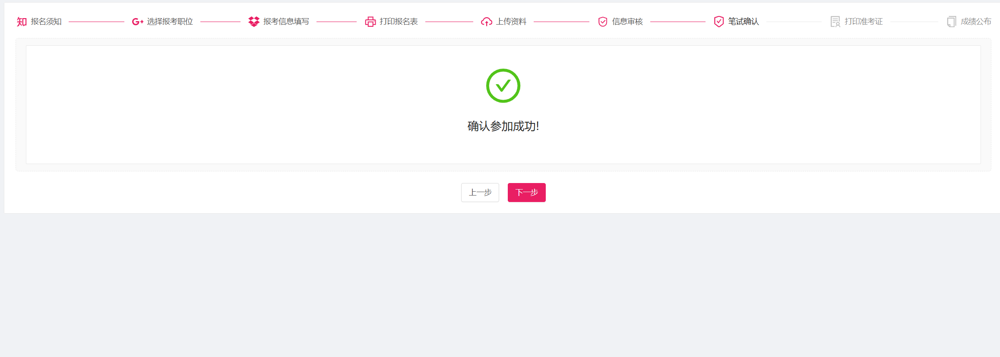 报名须知
选择报考职位
报考信息填写
打印报名表
上传资料
信息审核
笔试确认
打印准考证
成绩公布
确认参加成功!
上一步
下一步